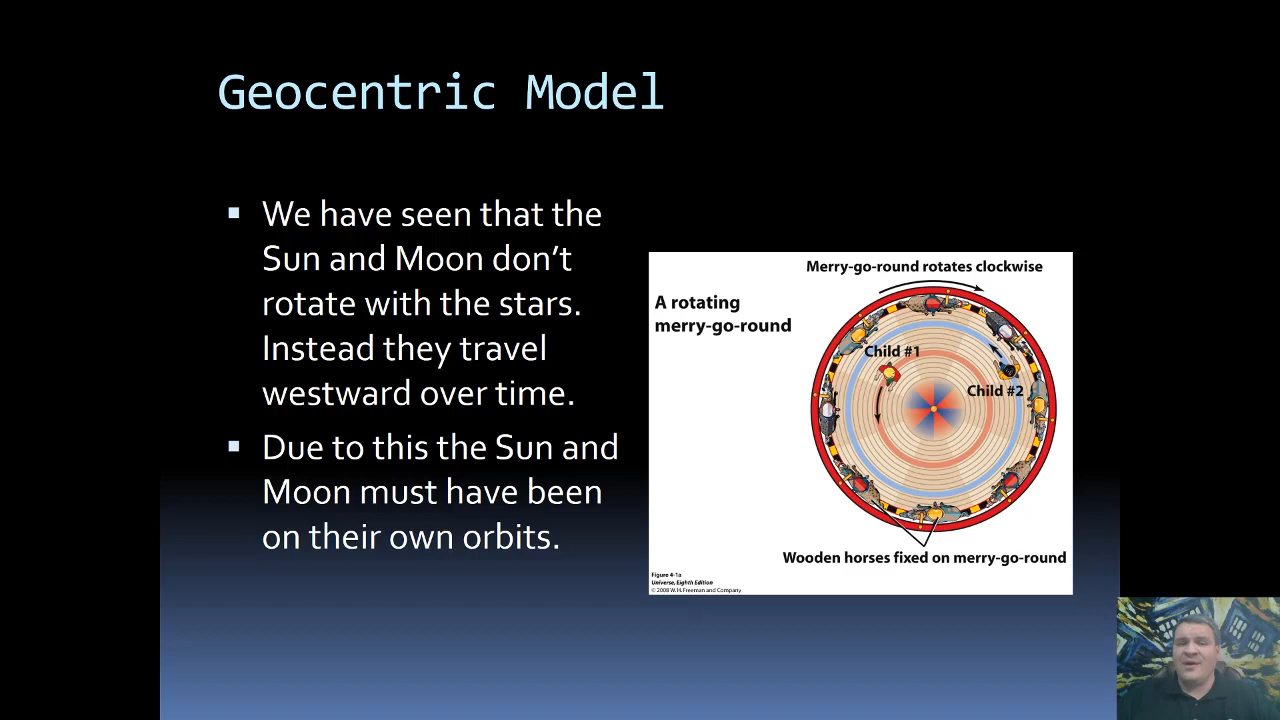 Geocentric Model
▪ We have seen that the
Sun and Moon don’t
rotate with the stars.
Instead they travel
westward over time.
▪ Due to this the Sun and
Moon must have been
on their own orbits.
Merry-go-round rotates clockwise
A rotating
merry-go-round
Child #1
Child #2
Wooden horses fixed on merry-go-round
Figure 4-1a
Universe, Eighth Edition
© 2008 W. H. Freeman and Company